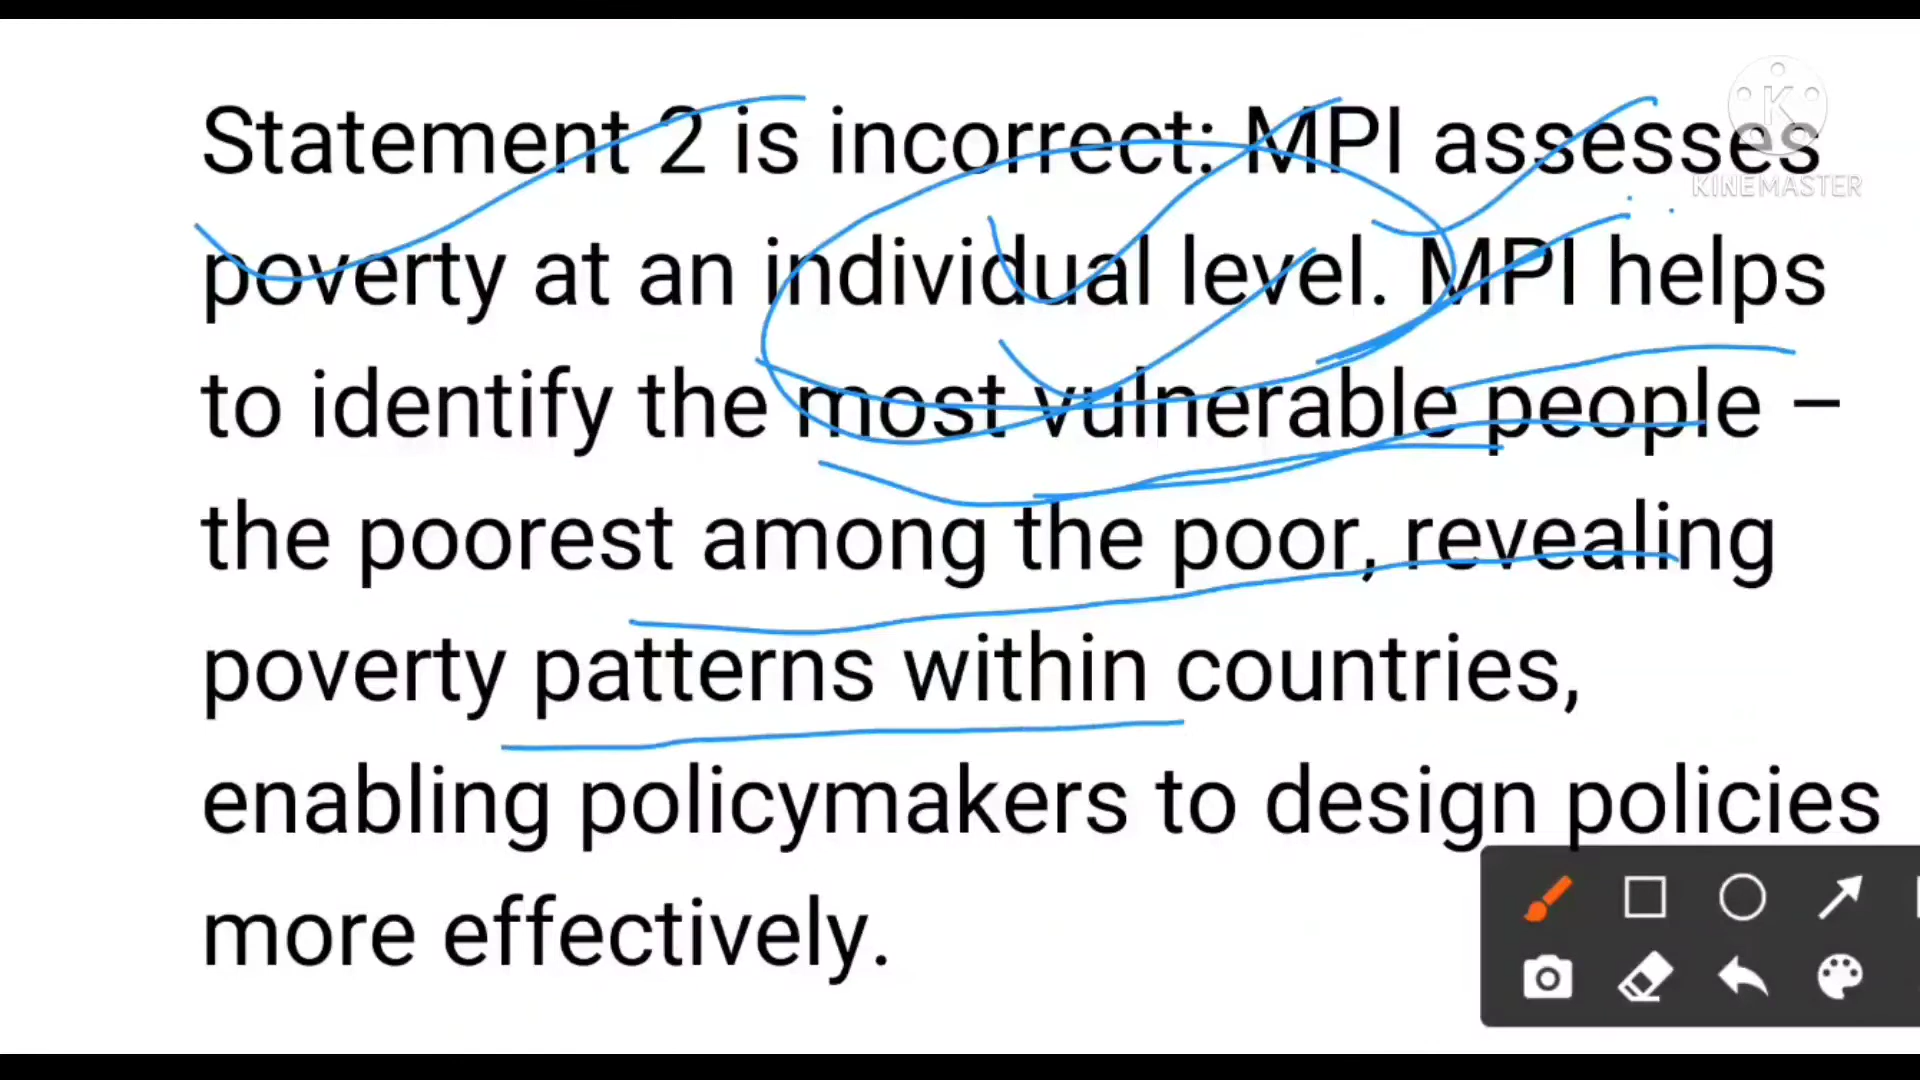 Statement 2 is incorrect: MPI assesses
KINEMASTER
poverty at an individual level. MPI helps
to identify the most vulnerable people –
the poorest among the poor, revealing
poverty patterns within countries,
enabling policymakers to design policies
more effectively.